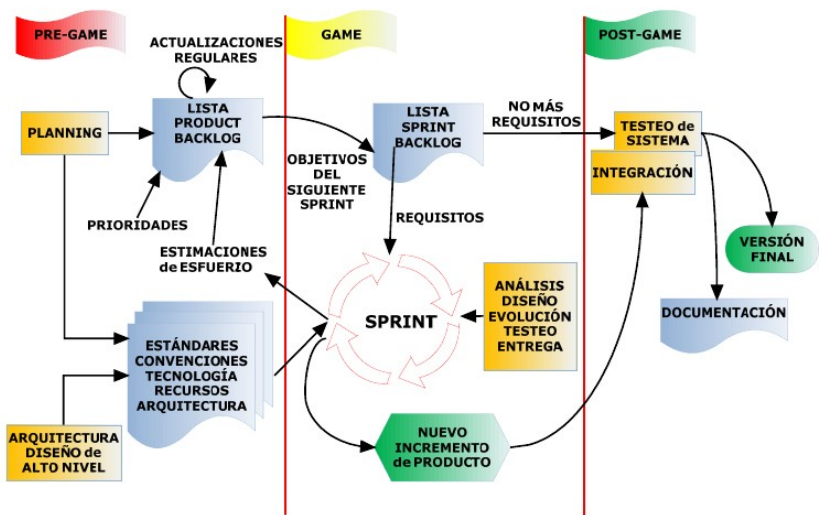 PRE-GAME
GAME
POST-GAME
ACTUALIZACIONES
REGULARES
PLANNING
LISTA
PRODUCT
BACKLOG
LISTA
SPRINT
BACKLOG
NO MÁS
REQUISITOS
TESTEO de
SISTEMA
INTEGRACIÓN
OBJETIVOS
DEL
SIGUIENTE
SPRINT
PRIORIDADES
REQUISITOS
ESTIMACIONES
de ESFUERIO
VERSIÓN
FINAL
SPRINT
ANÁLISIS
DISEÑO
EVOLUCIÓN
TESTEO
ENTREGA
DOCUMENTACIÓN
ESTÁNDARES
CONVENCIONES
TECNOLOGÍA
RECURSOS
ARQUITECTURA
ARQUITECTURA
DISEÑO de
ALTO NIVEL
NUEVO
INCREMENTO
de PRODUCTO